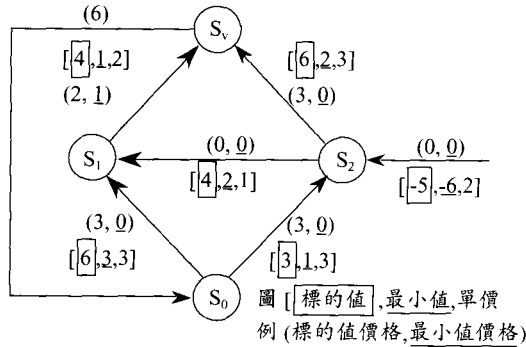 (6)
Sv
[4,1,2]
(2, 1)
[6,2,3]
(3, 0)
S1
(0, 0)
[4,2,1]
S2
(0, 0)
[-5,-6,2]
(3, 0)
[6,3,3]
(3, 0)
[3,1,3]
S0
圖 [標的值,最小值,單價
例 (標的值價格,最小值價格)